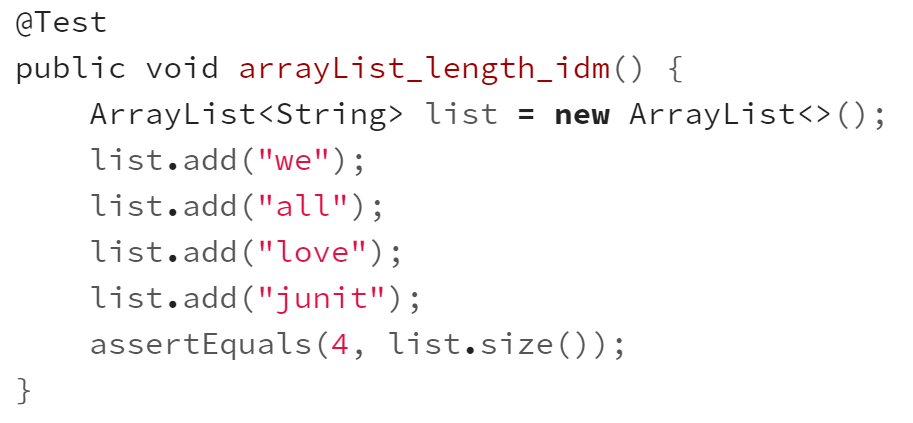 @Test
public void arrayList_length_idm() {
    ArrayList<String> list = new ArrayList<>();
    list.add("we");
    list.add("all");
    list.add("love");
    list.add("junit");
    assertEquals(4, list.size());
}